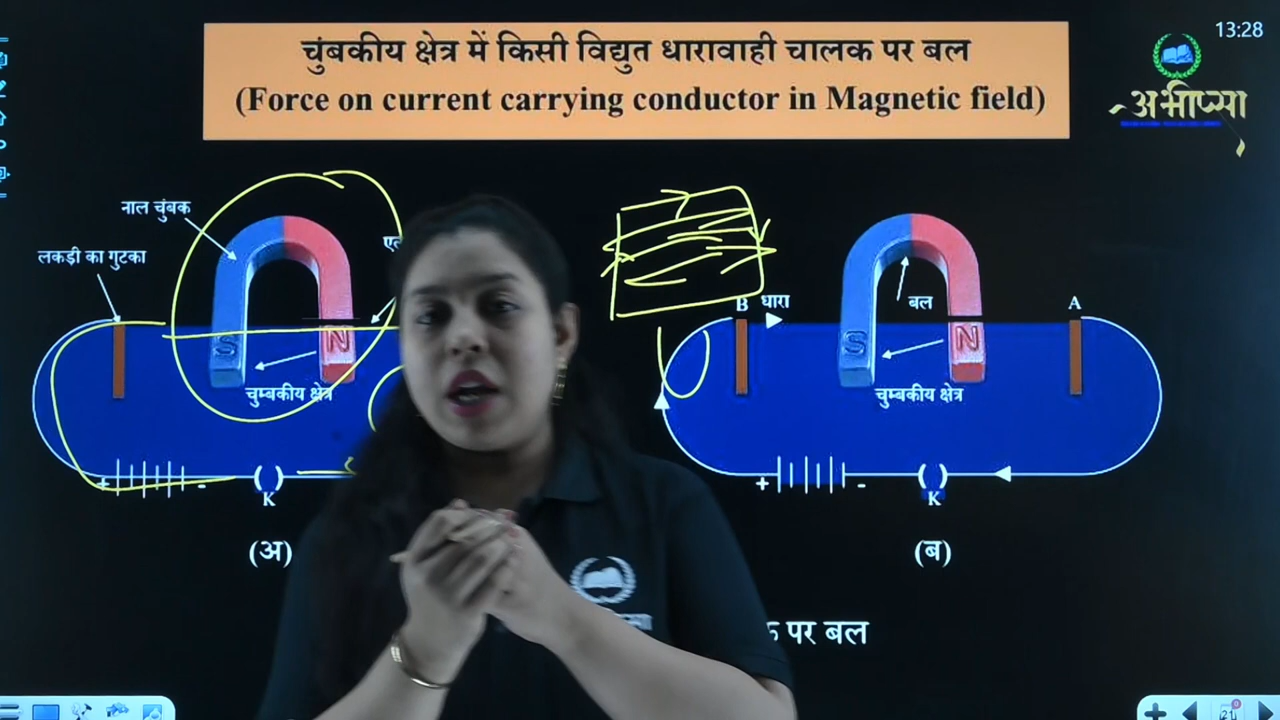 चुंबकीय क्षेत्र में किसी विद्युत धारावाही चालक पर बल
(Force on current carrying conductor in Magnetic field)
13:28
अभीप्सा
नाल चुंबक
लकड़ी का गुटका
S
N
चुम्बकीय क्षेत्र
+
-
( )
K
(अ)
B
धारा
बल
A
S
N
चुम्बकीय क्षेत्र
+
-
( )
K
(ब)
पर बल
21